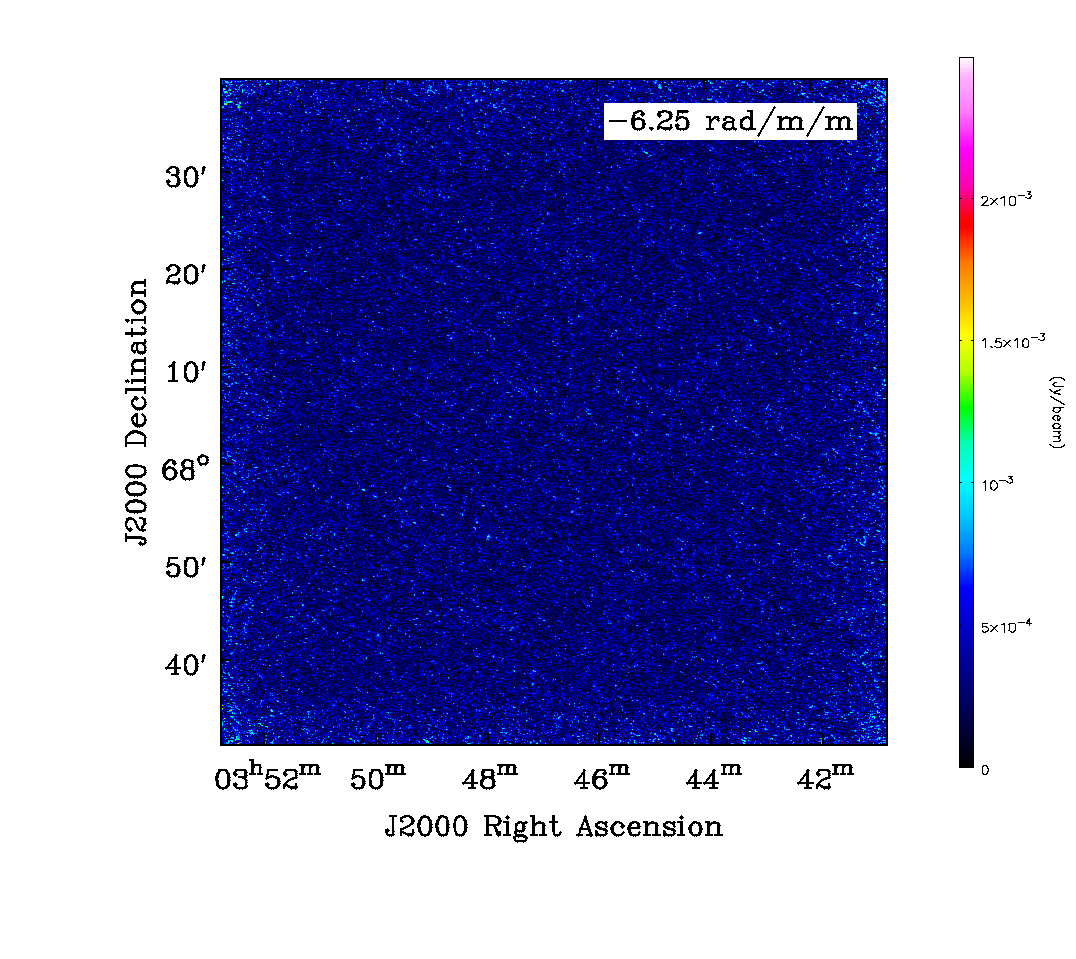 −6.25 rad/m/m
30′
20′
10′
68°
50′
40′
J2000 Declination
03ʰ52ᵐ 50ᵐ 48ᵐ 46ᵐ 44ᵐ 42ᵐ
J2000 Right Ascension
2×10⁻³
1.5×10⁻³
10⁻³
5×10⁻⁴
0
(Jy/beam)